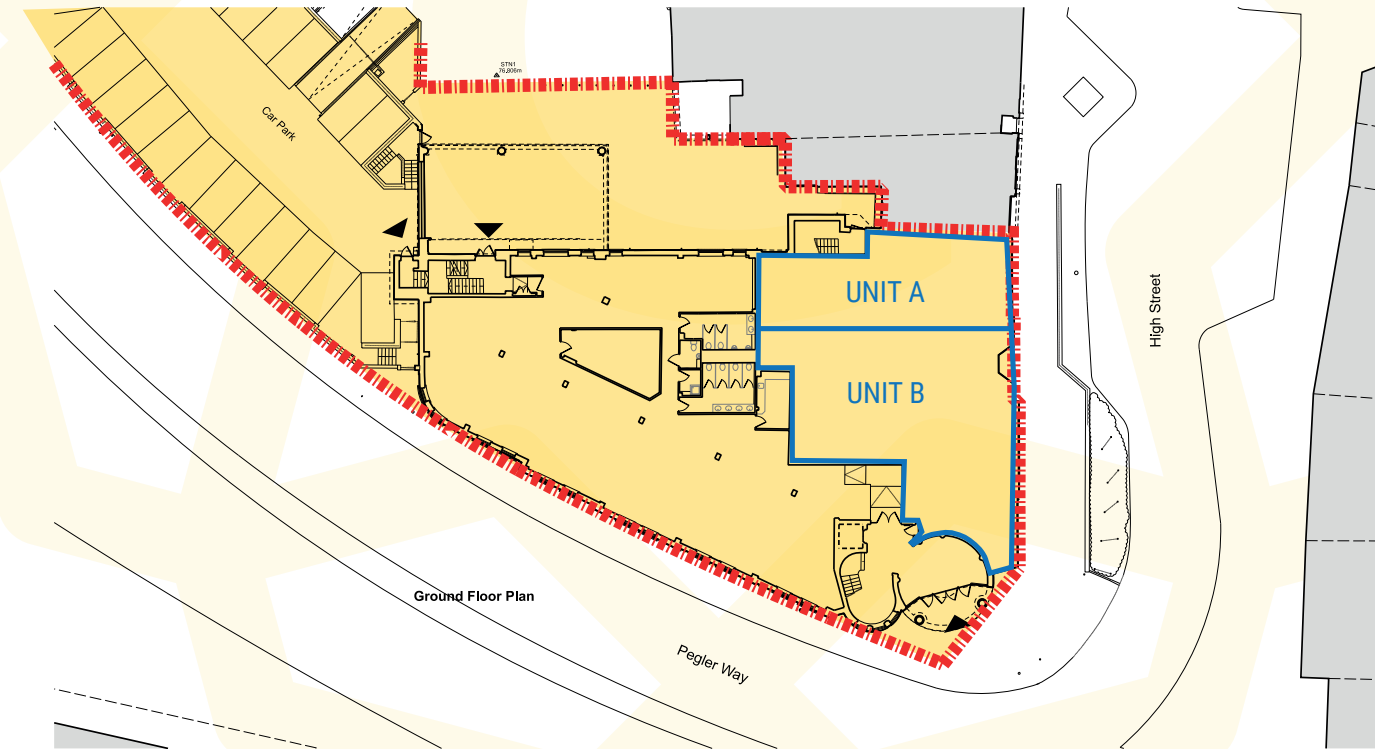 STN1
76,806m
Car Park
UNIT A
High Street
UNIT B
Ground Floor Plan
Pegler Way